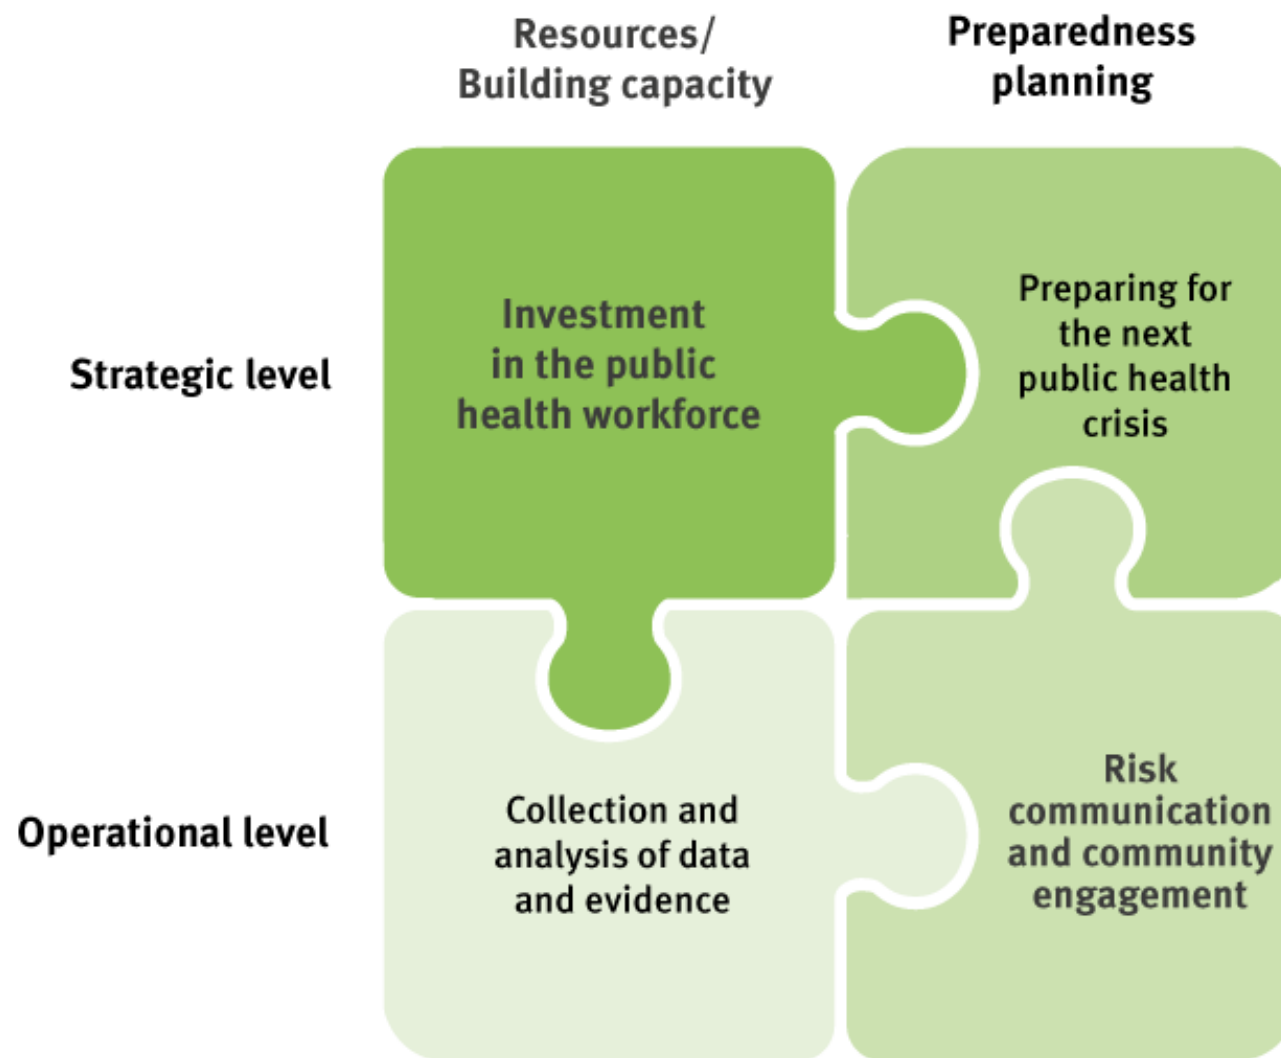 Resources/
Building capacity
Preparedness
planning
Strategic level
Investment
in the public
health workforce
Preparing for
the next
public health
crisis
Operational level
Collection and
analysis of data
and evidence
Risk
communication
and community
engagement